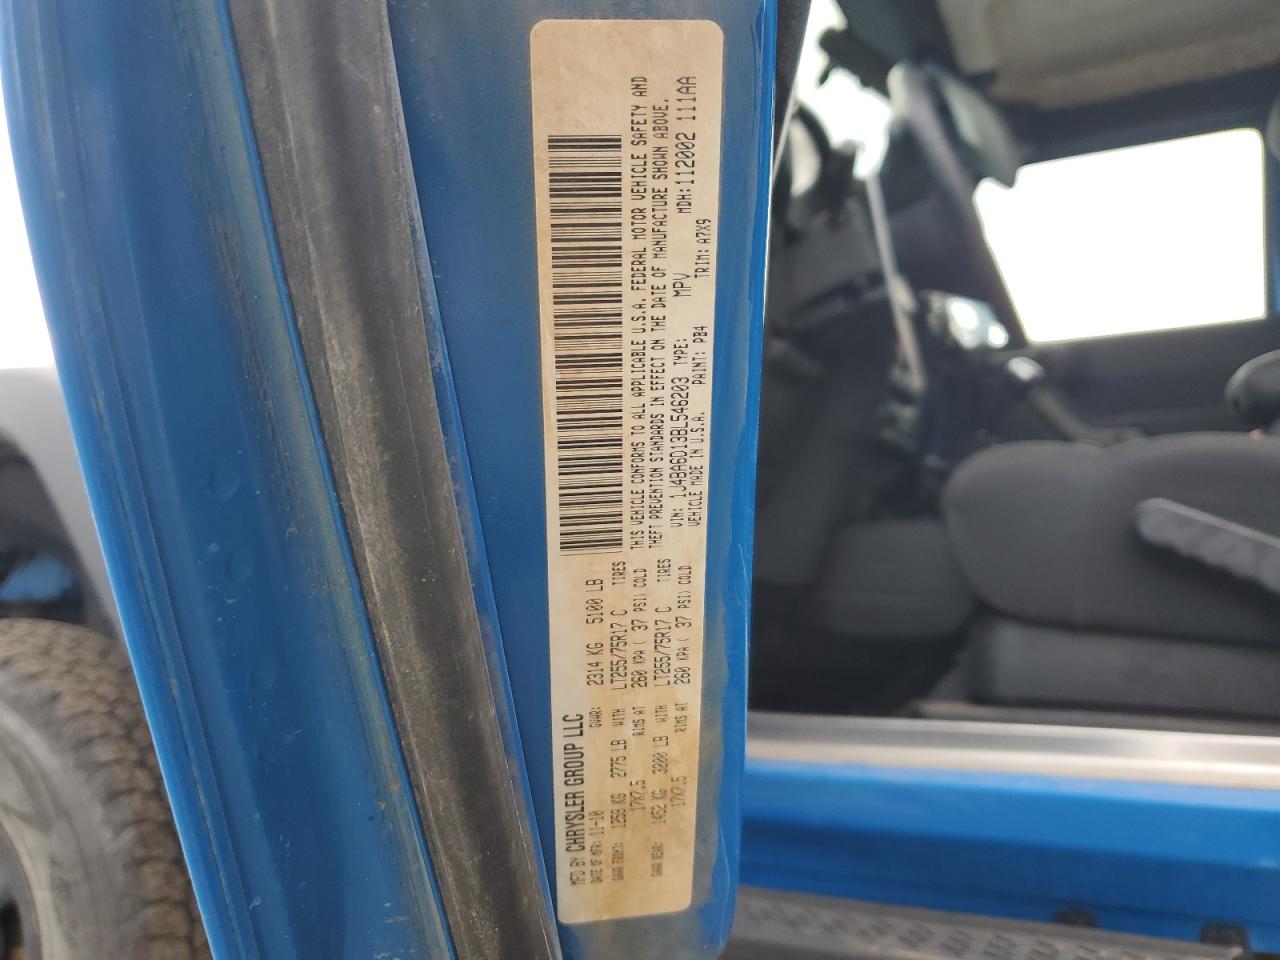 MFD BY CHRYSLER GROUP LLC
DATE OF MFR: 11-10 GVWR: 2314 KG 5100 LB
GAWR FRONT: 1259 KG 2775 LB WITH LT255/75R17 C TIRES
17X7.5 RIMS AT 260 KPA ( 37 PSI) COLD
GAWR REAR: 1452 KG 3200 LB WITH LT255/75R17 C TIRES
17X7.5 RIMS AT 260 KPA ( 37 PSI) COLD
THIS VEHICLE CONFORMS TO ALL APPLICABLE U.S.A. FEDERAL MOTOR VEHICLE SAFETY AND
THEFT PREVENTION STANDARDS IN EFFECT ON THE DATE OF MANUFACTURE SHOWN ABOVE.
VIN: 1J4BA6D13BL546203 TYPE: MPV MDH:112002 111AA
VEHICLE MADE IN U.S.A. PAINT: PB4 TRIM: A7X9